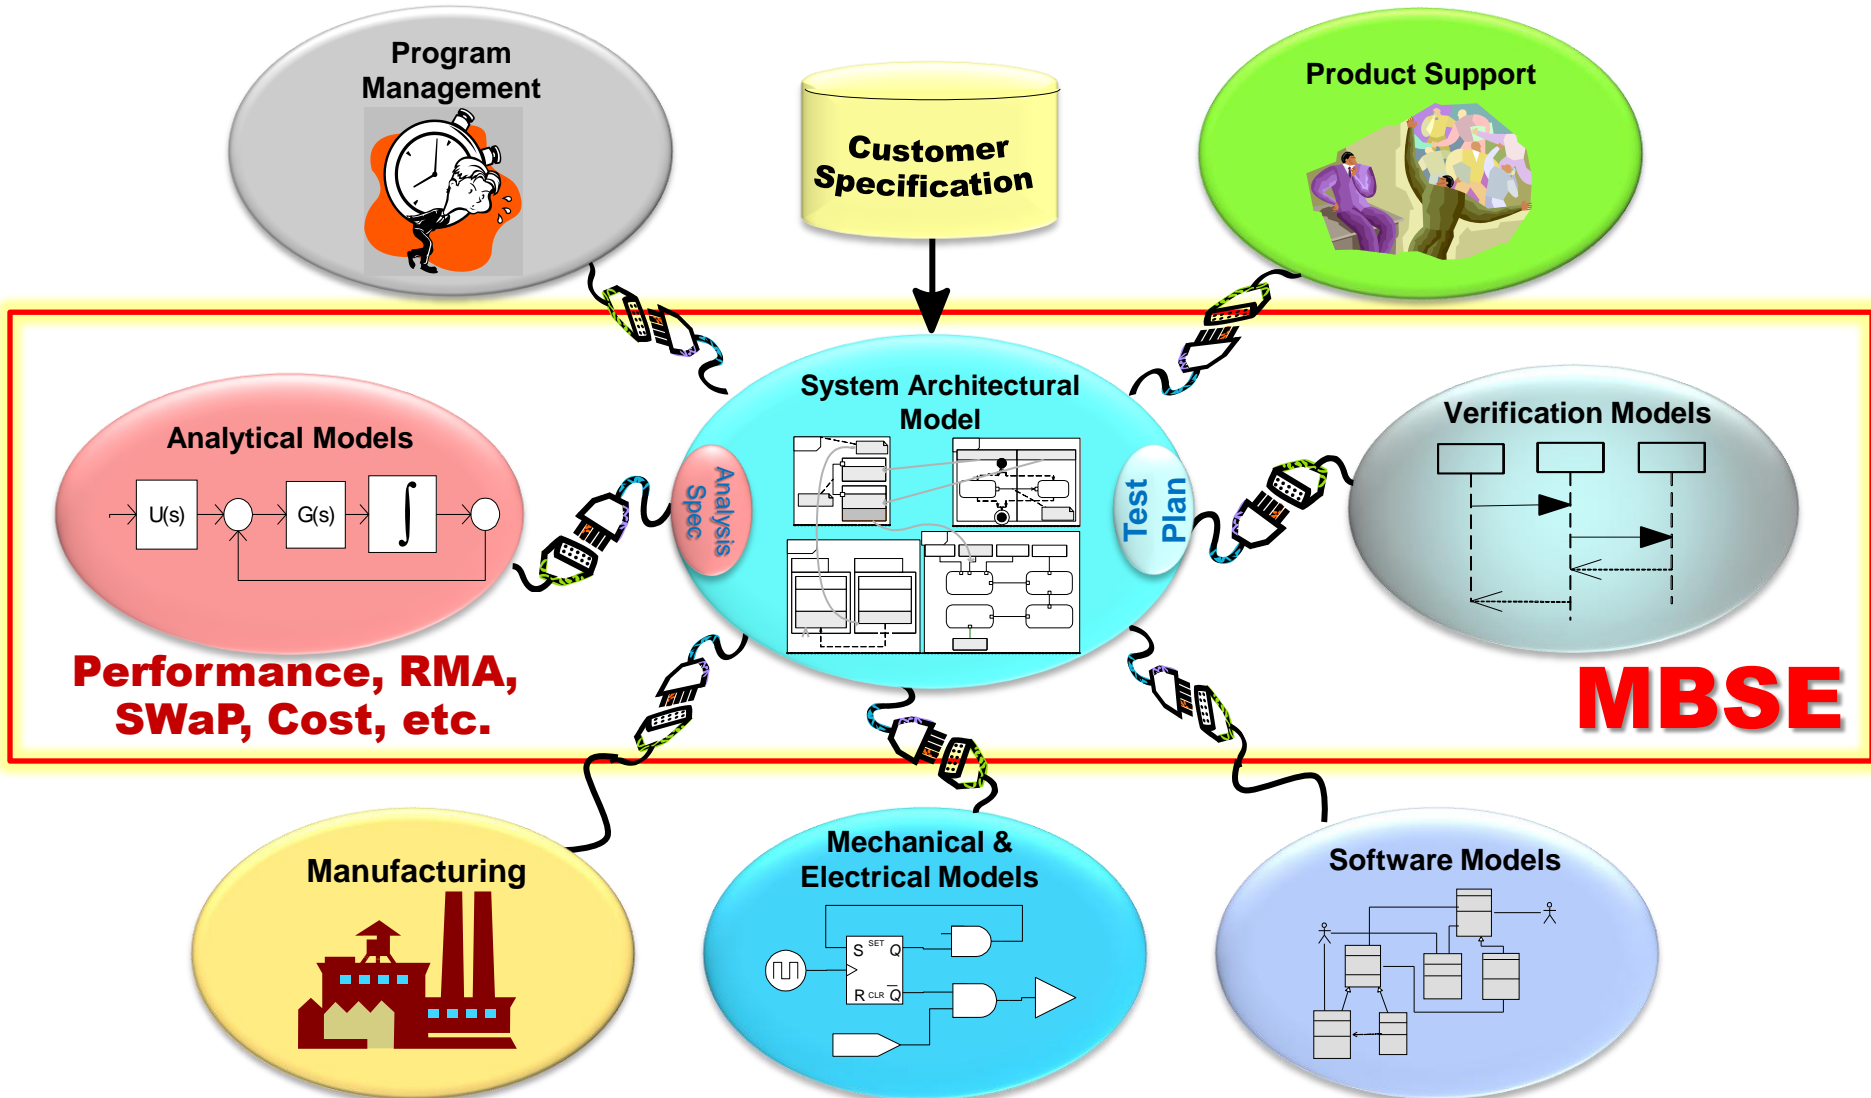 Program
Management
Customer
Specification
Product Support
System Architectural
Model
Analytical Models
U(s)
G(s)
∫
Analysis
Spec
Test
Plan
Verification Models
Performance, RMA,
SWaP, Cost, etc.
MBSE
Manufacturing
Mechanical &
Electrical Models
S SET Q
R CLR Q̅
Software Models